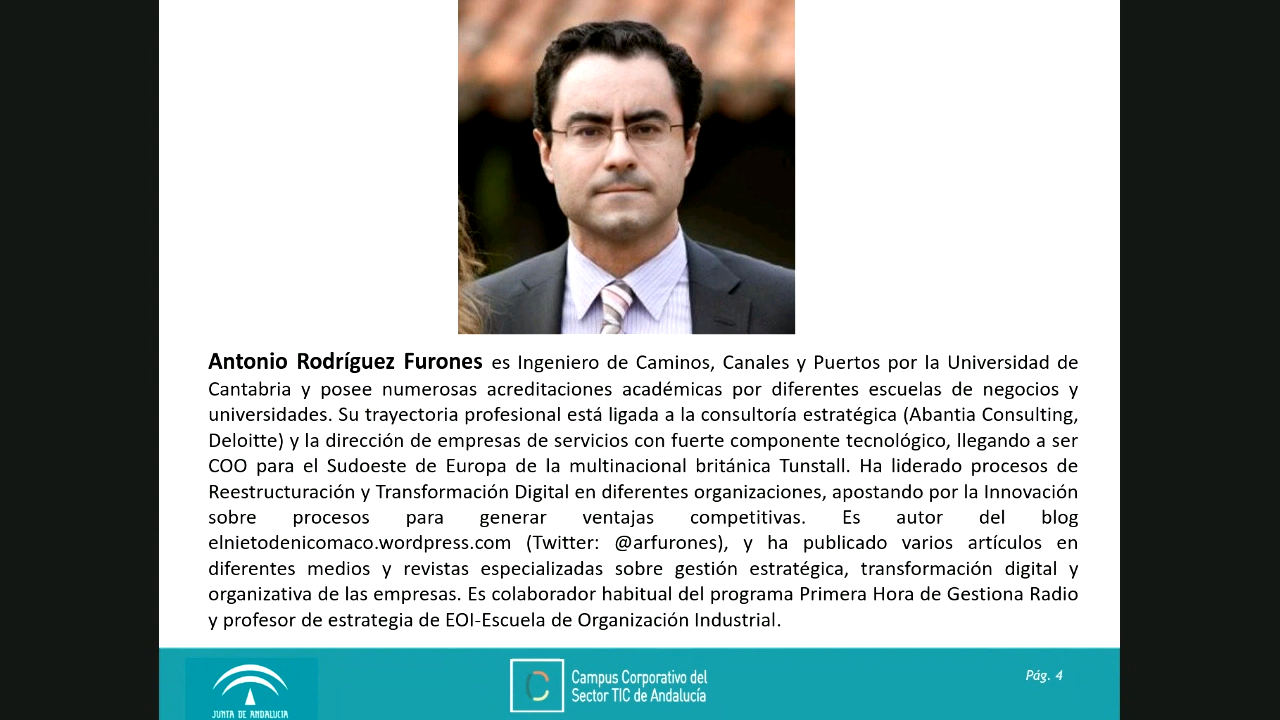 Antonio Rodríguez Furones es Ingeniero de Caminos, Canales y Puertos por la Universidad de
Cantabria y posee numerosas acreditaciones académicas por diferentes escuelas de negocios y
universidades. Su trayectoria profesional está ligada a la consultoría estratégica (Abantia Consulting,
Deloitte) y la dirección de empresas de servicios con fuerte componente tecnológico, llegando a ser
COO para el Sudoeste de Europa de la multinacional británica Tunstall. Ha liderado procesos de
Reestructuración y Transformación Digital en diferentes organizaciones, apostando por la Innovación
sobre procesos para generar ventajas competitivas. Es autor del blog
elnietodenicomaco.wordpress.com (Twitter: @arfurones), y ha publicado varios artículos en
diferentes medios y revistas especializadas sobre gestión estratégica, transformación digital y
organizativa de las empresas. Es colaborador habitual del programa Primera Hora de Gestiona Radio
y profesor de estrategia de EOI-Escuela de Organización Industrial.
JUNTA DE ANDALUCIA
C
Campus Corporativo del
Sector TIC de Andalucía
Pág. 4